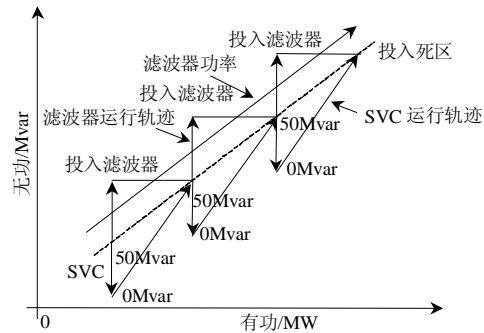 无功/Mvar
投入滤波器
滤波器功率
投入死区
投入滤波器
滤波器运行轨迹
50Mvar
SVC 运行轨迹
投入滤波器
0Mvar
50Mvar
0Mvar
SVC
50Mvar
0Mvar
0
有功/MW